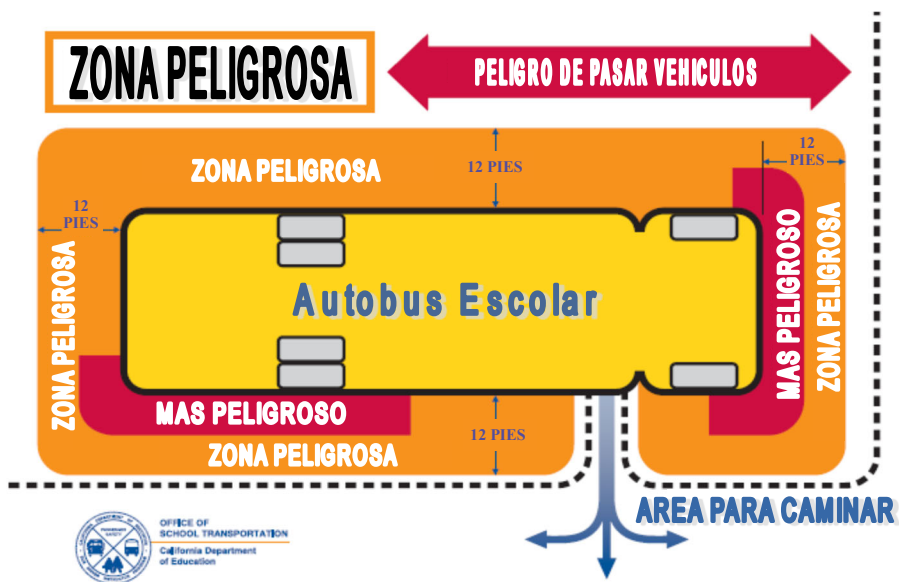 ZONA PELIGROSA
PELIGRO DE PASAR VEHICULOS
ZONA PELIGROSA
12 PIES
12
PIES
12
PIES
ZONA PELIGROSA
Autobus Escolar
MAS PELIGROSO
ZONA PELIGROSA
MAS PELIGROSO
ZONA PELIGROSA
12 PIES
AREA PARA CAMINAR
OFFICE OF
SCHOOL TRANSPORTATION
California Department
of Education